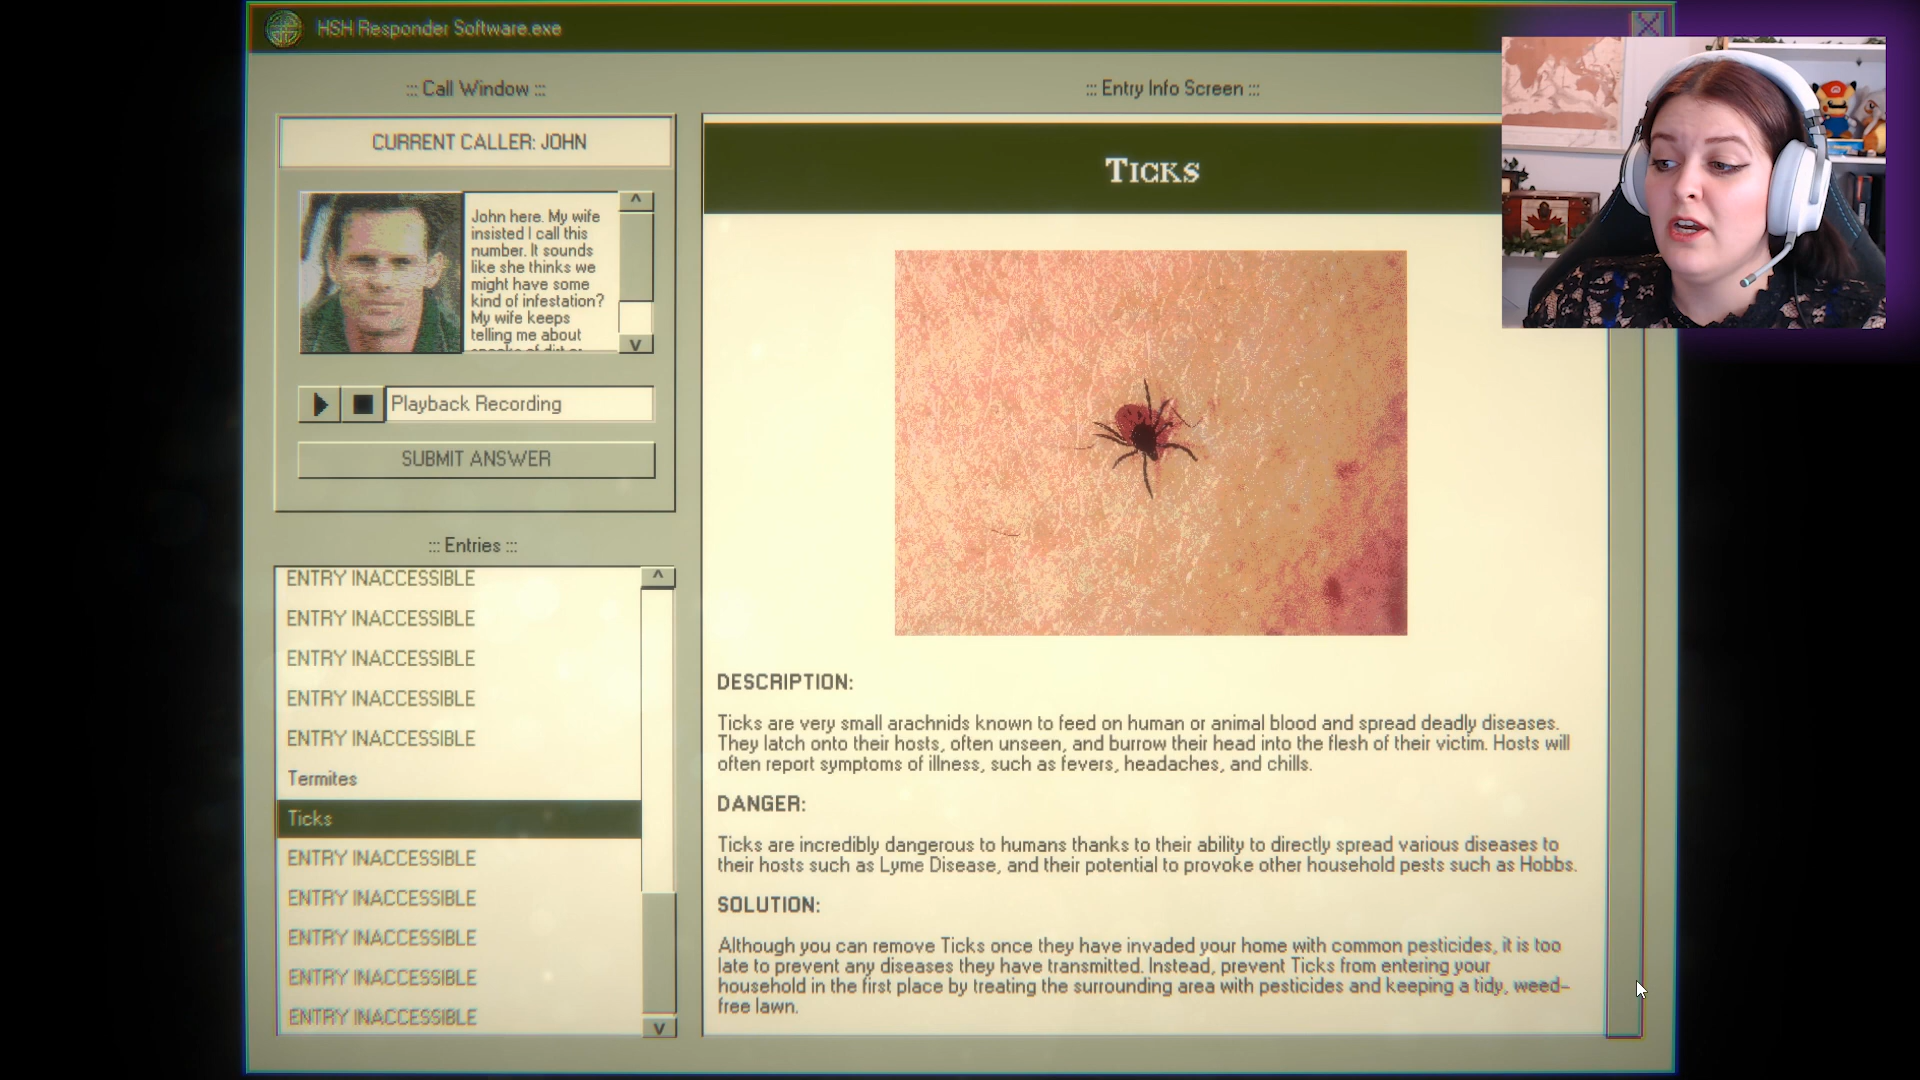 HSH Responder Software.exe
::: Call Window :::
CURRENT CALLER: JOHN
John here. My wife
insisted I call this
number. It sounds
like she thinks we
might have some
kind of infestation?
My wife keeps
telling me about
Playback Recording
SUBMIT ANSWER
::: Entries :::
ENTRY INACCESSIBLE
ENTRY INACCESSIBLE
ENTRY INACCESSIBLE
ENTRY INACCESSIBLE
ENTRY INACCESSIBLE
Termites
Ticks
ENTRY INACCESSIBLE
ENTRY INACCESSIBLE
ENTRY INACCESSIBLE
ENTRY INACCESSIBLE
ENTRY INACCESSIBLE
::: Entry Info Screen :::
TICKS
DESCRIPTION:
Ticks are very small arachnids known to feed on human or animal blood and spread deadly diseases.
They latch onto their hosts, often unseen, and burrow their head into the flesh of their victim. Hosts will
often report symptoms of illness, such as fevers, headaches, and chills.
DANGER:
Ticks are incredibly dangerous to humans thanks to their ability to directly spread various diseases to
their hosts such as Lyme Disease, and their potential to provoke other household pests such as Hobbs.
SOLUTION:
Although you can remove Ticks once they have invaded your home with common pesticides, it is too
late to prevent any diseases they have transmitted. Instead, prevent Ticks from entering your
household in the first place by treating the surrounding area with pesticides and keeping a tidy, weed-
free lawn.